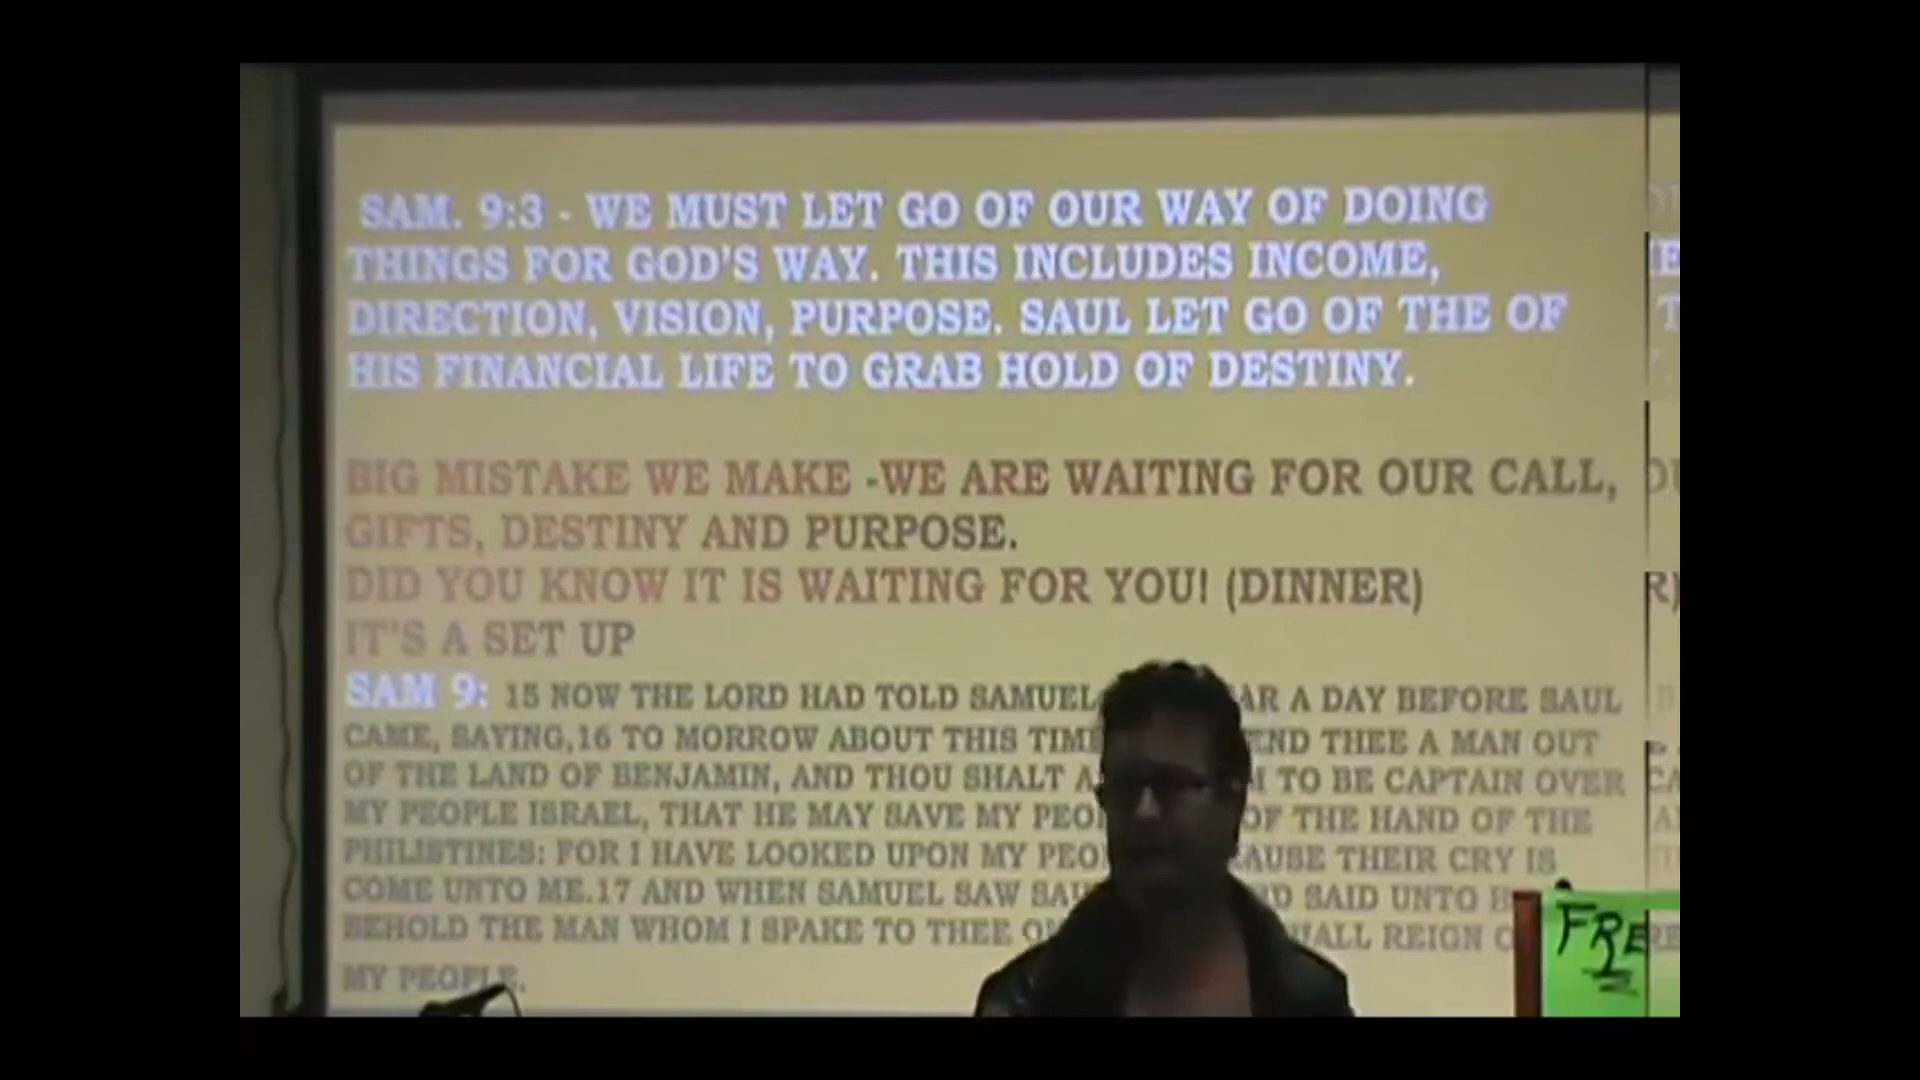 SAM. 9:3 - WE MUST LET GO OF OUR WAY OF DOING
THINGS FOR GOD'S WAY. THIS INCLUDES INCOME,
DIRECTION, VISION, PURPOSE. SAUL LET GO OF THE OF
HIS FINANCIAL LIFE TO GRAB HOLD OF DESTINY.
BIG MISTAKE WE MAKE -WE ARE WAITING FOR OUR CALL,
GIFTS, DESTINY AND PURPOSE.
DID YOU KNOW IT IS WAITING FOR YOU! (DINNER)
IT'S A SET UP
SAM 9: 15 NOW THE LORD HAD TOLD SAMUEL A DAY BEFORE SAUL
CAME, SAYING,16 TO MORROW ABOUT THIS THEE A MAN OUT
OF THE LAND OF BENJAMIN, AND THOU SHALT TO BE CAPTAIN OVER
MY PEOPLE ISRAEL, THAT HE MAY SAVE MY OF THE HAND OF THE
PHILISTINES: FOR I HAVE LOOKED UPON MY THEIR CRY IS
COME UNTO ME.17 AND WHEN SAMUEL SAW SAID UNTO
BEHOLD THE MAN WHOM I SPAKE TO THEE REIGN
MY PEOPLE.
FRE